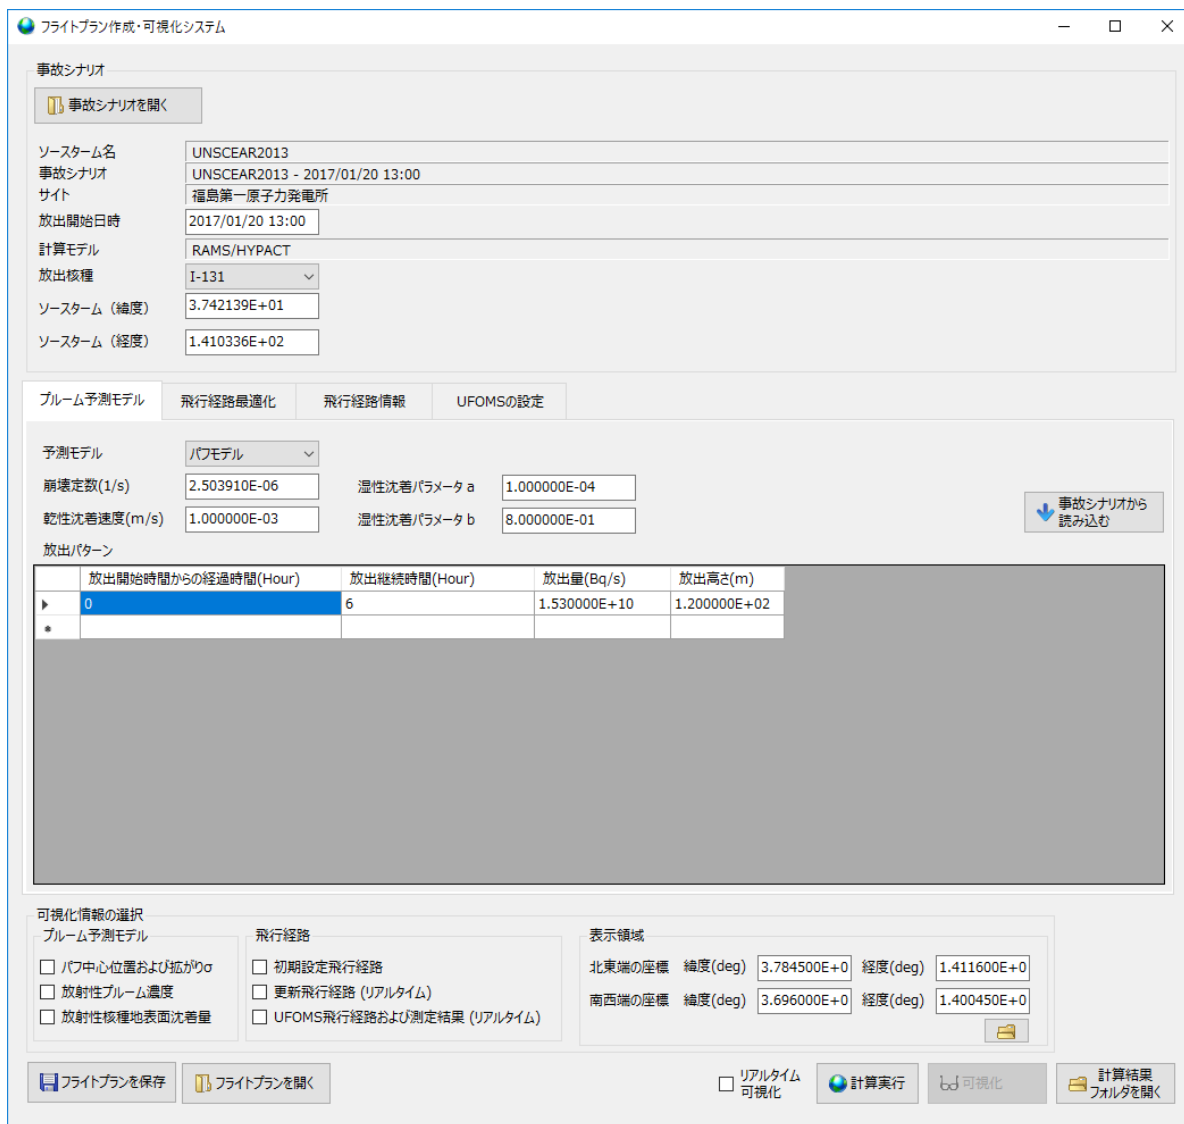 フライトプラン作成・可視化システム
事故シナリオ
事故シナリオを開く
ソースターム名 UNSCEAR2013
事故シナリオ UNSCEAR2013 - 2017/01/20 13:00
サイト 福島第一原子力発電所
放出開始日時 2017/01/20 13:00
計算モデル RAMS/HYPACT
放出核種 I-131
ソースターム（緯度） 3.742139E+01
ソースターム（経度） 1.410336E+02
プルーム予測モデル 飛行経路最適化 飛行経路情報 UFOMSの設定
予測モデル パフモデル
崩壊定数(1/s) 2.503910E-06 湿性沈着パラメータ a 1.000000E-04
乾性沈着速度(m/s) 1.000000E-03 湿性沈着パラメータ b 8.000000E-01
事故シナリオから
読み込む
放出パターン
放出開始時間からの経過時間(Hour) 放出継続時間(Hour) 放出量(Bq/s) 放出高さ(m)
0 6 1.530000E+10 1.200000E+02
可視化情報の選択
プルーム予測モデル 飛行経路 表示領域
パフ中心位置および拡がりσ 初期設定飛行経路 北東端の座標 緯度(deg) 3.784500E+0 経度(deg) 1.411600E+0
放射性プルーム濃度 更新飛行経路 (リアルタイム) 南西端の座標 緯度(deg) 3.696000E+0 経度(deg) 1.400450E+0
放射性核種地表面沈着量 UFOMS飛行経路および測定結果 (リアルタイム)
フライトプランを保存 フライトプランを開く リアルタイム
可視化 計算実行 可視化 計算結果
フォルダを開く